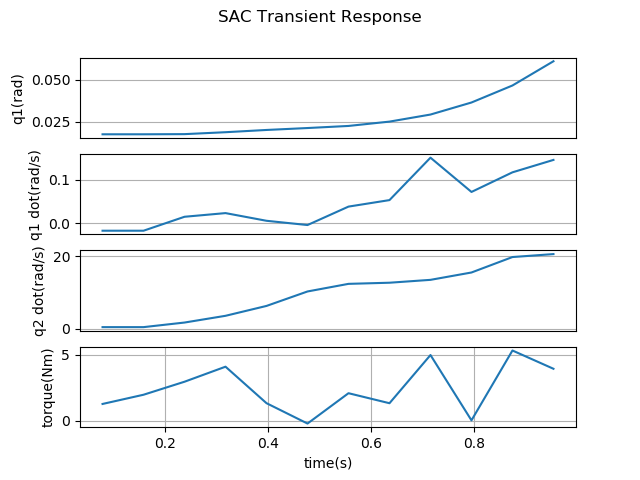 SAC Transient Response
q1(rad)
0.050
0.025
q1 dot(rad/s)
0.1
0.0
q2 dot(rad/s)
20
0
torque(Nm)
5
0
0.2 0.4 0.6 0.8
time(s)